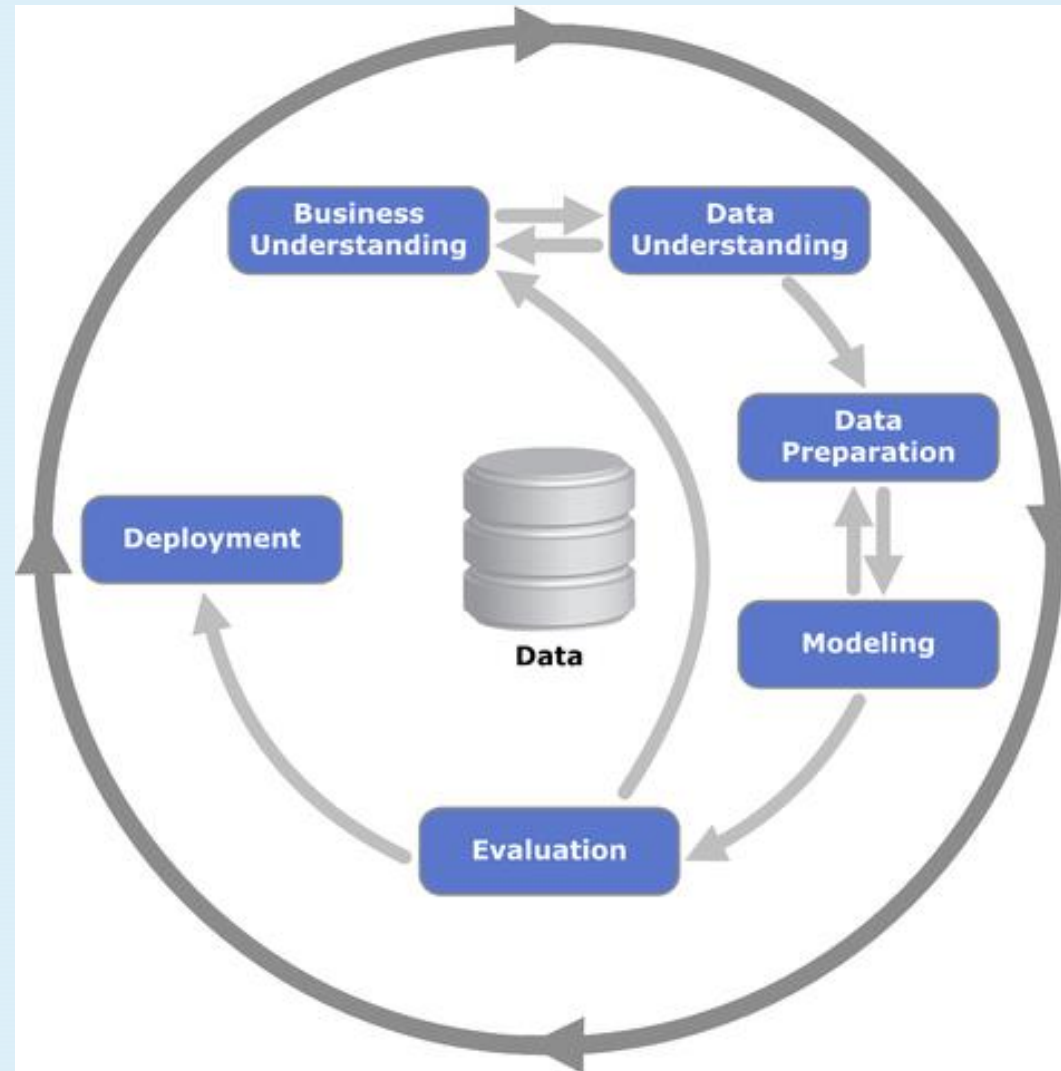 Business
Understanding
Data
Understanding
Data
Preparation
Deployment
Data
Modeling
Evaluation